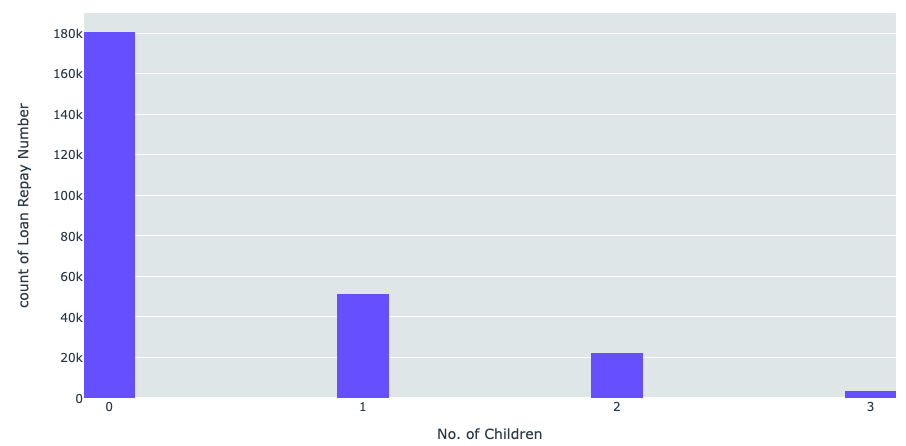 180k
160k
140k
120k
100k
80k
60k
40k
20k
0
count of Loan Repay Number
0 1 2 3
No. of Children